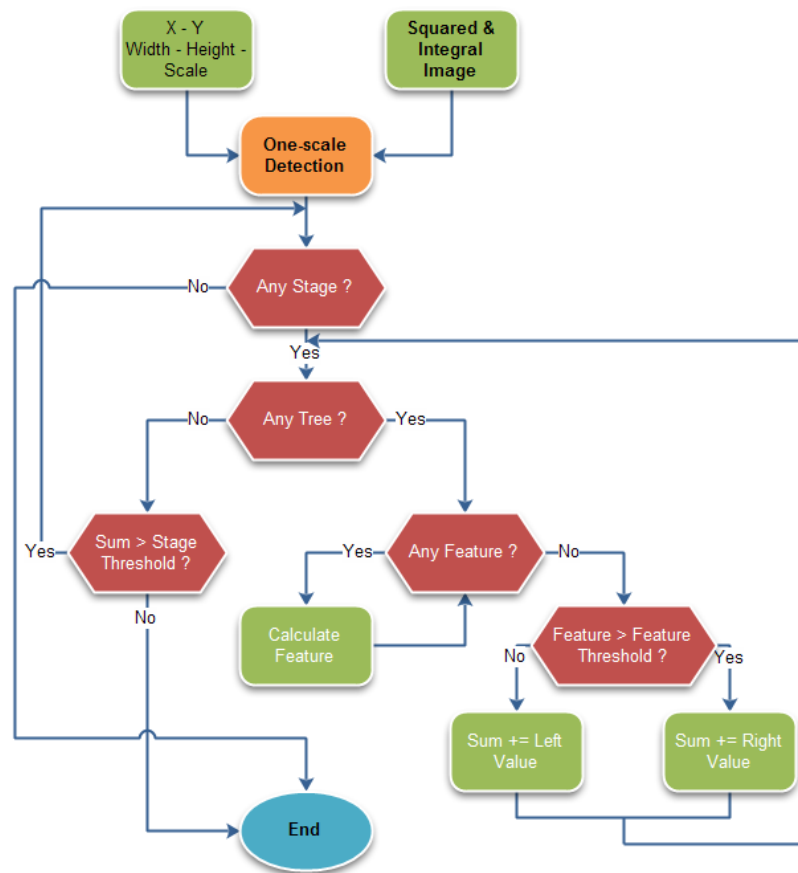 X - Y
Width - Height -
Scale
Squared &
Integral
Image
One-scale
Detection
No
Any Stage ?
Yes
No
Any Tree ?
Yes
Yes
Sum > Stage
Threshold ?
No
Yes
Any Feature ?
No
Calculate
Feature
No
Feature > Feature
Threshold ?
Yes
Sum += Left
Value
Sum += Right
Value
End